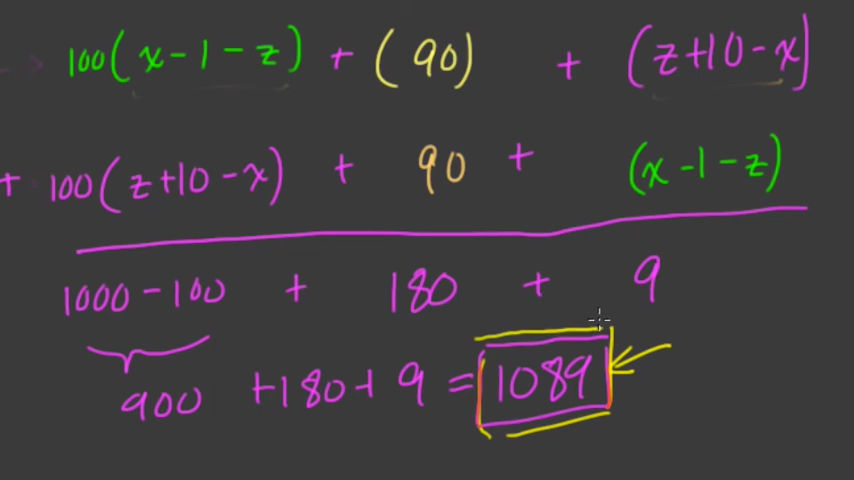 100(x-1-z) + (90) + (z+10-x)
+ 100(z+10-x) + 90 + (x-1-z)
1000-100 + 180 + 9
900 +180+9 = 1089